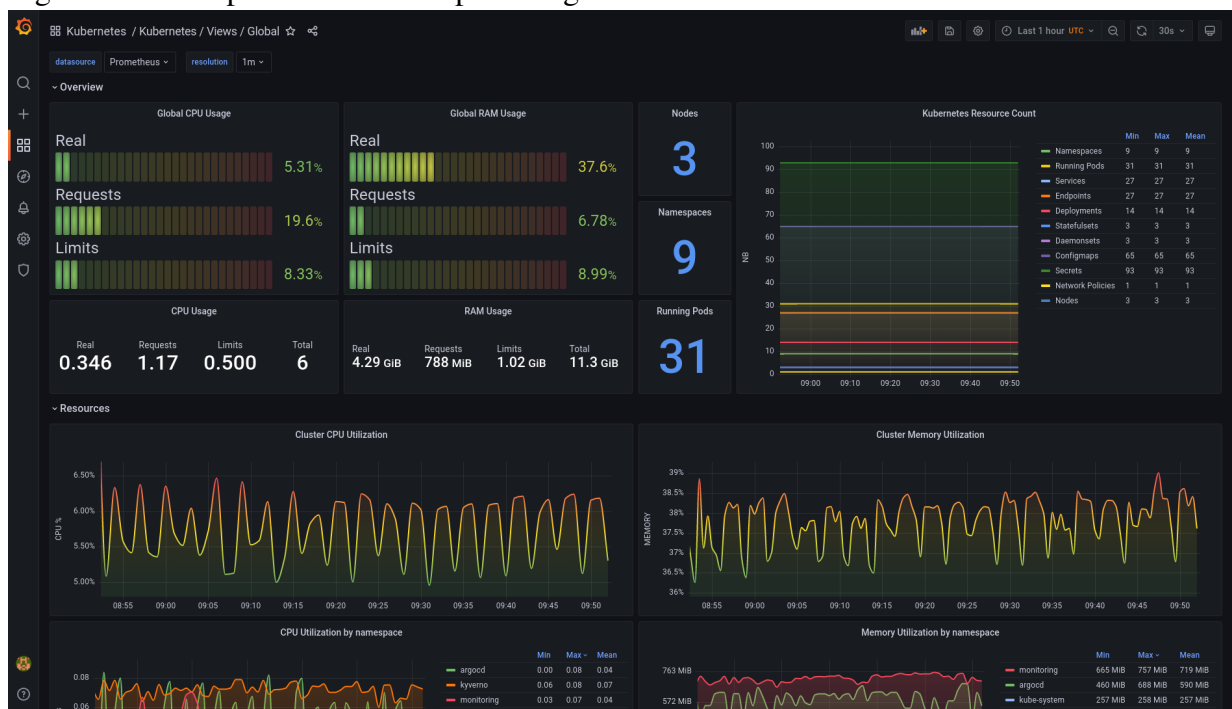 Kubernetes / Kubernetes / Views / Global
Last 1 hour UTC
30s
datasource Prometheus resolution 1m
Overview
Global CPU Usage
Real
5.31%
Requests
19.6%
Limits
8.33%
Global RAM Usage
Real
37.6%
Requests
6.78%
Limits
8.99%
Nodes
3
Namespaces
9
Kubernetes Resource Count
100
90
80
70
60
50
40
30
20
10
0
NB
09:00 09:10 09:20 09:30 09:40 09:50
Min Max Mean
Namespaces 9 9 9
Running Pods 31 31 31
Services 27 27 27
Endpoints 27 27 27
Deployments 14 14 14
Statefulsets 3 3 3
Daemonsets 3 3 3
Configmaps 65 65 65
Secrets 93 93 93
Network Policies 1 1 1
Nodes 3 3 3
CPU Usage
Real Requests Limits Total
0.346 1.17 0.500 6
RAM Usage
Real Requests Limits Total
4.29 GiB 788 MiB 1.02 GiB 11.3 GiB
Running Pods
31
Resources
Cluster CPU Utilization
6.50%
6.00%
5.50%
5.00%
CPU %
08:55 09:00 09:05 09:10 09:15 09:20 09:25 09:30 09:35 09:40 09:45 09:50
Cluster Memory Utilization
39%
38.5%
38%
37.5%
37%
36.5%
36%
MEMORY
08:55 09:00 09:05 09:10 09:15 09:20 09:25 09:30 09:35 09:40 09:45 09:50
CPU Utilization by namespace
0.08
0.06
Min Max Mean
argocd 0.00 0.08 0.04
kyverno 0.06 0.08 0.07
monitoring 0.03 0.07 0.04
Memory Utilization by namespace
763 MiB
572 MiB
Min Max Mean
monitoring 665 MiB 757 MiB 719 MiB
argocd 460 MiB 688 MiB 590 MiB
kube-system 257 MiB 258 MiB 257 MiB